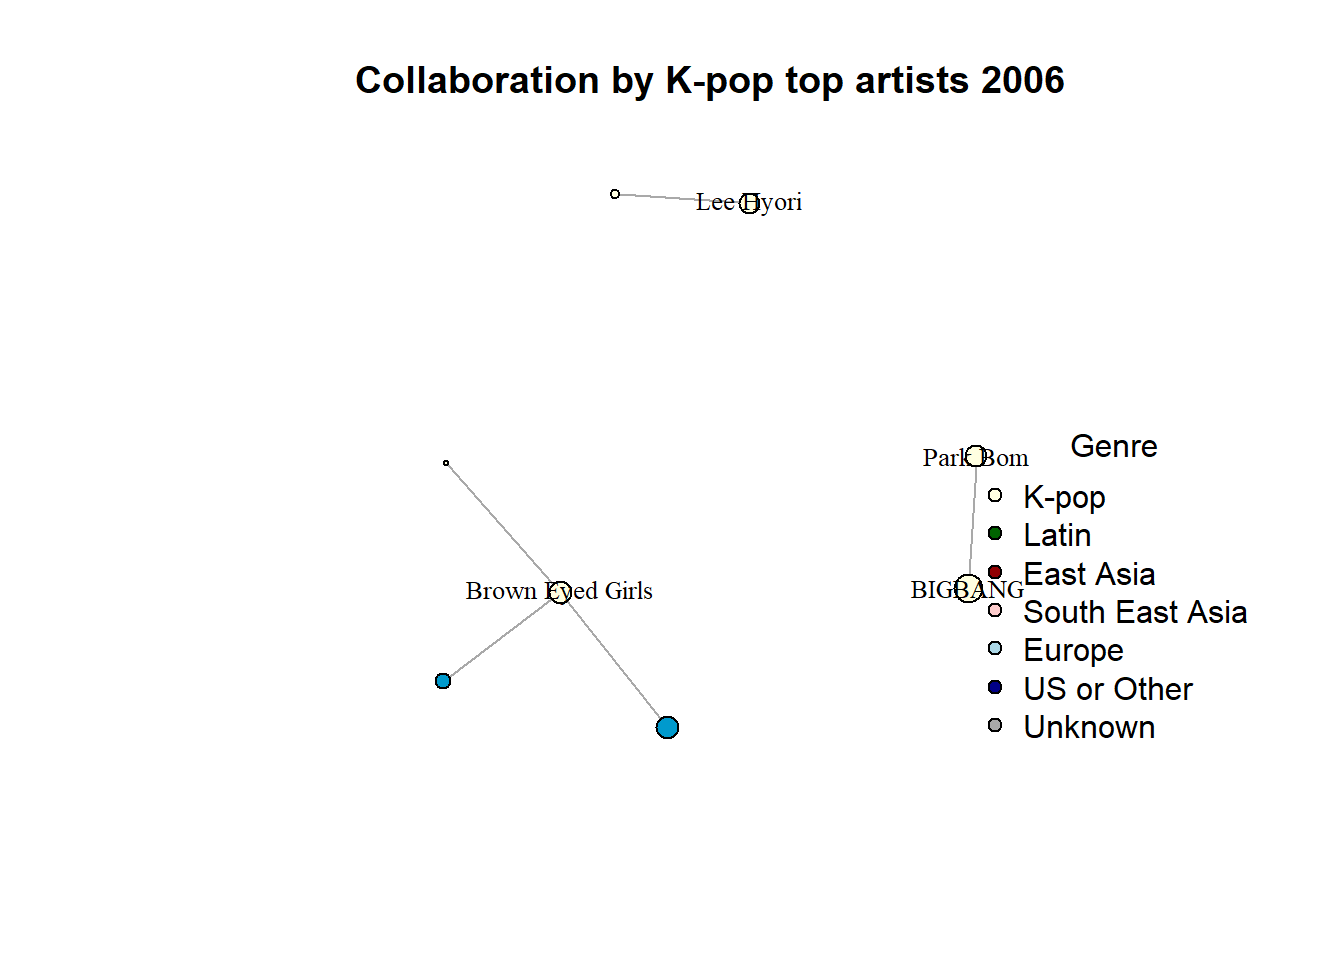 Collaboration by K-pop top artists 2006
Lee Hyori
Park Bom
Brown Eyed Girls
BIGBANG
Genre
K-pop
Latin
East Asia
South East Asia
Europe
US or Other
Unknown